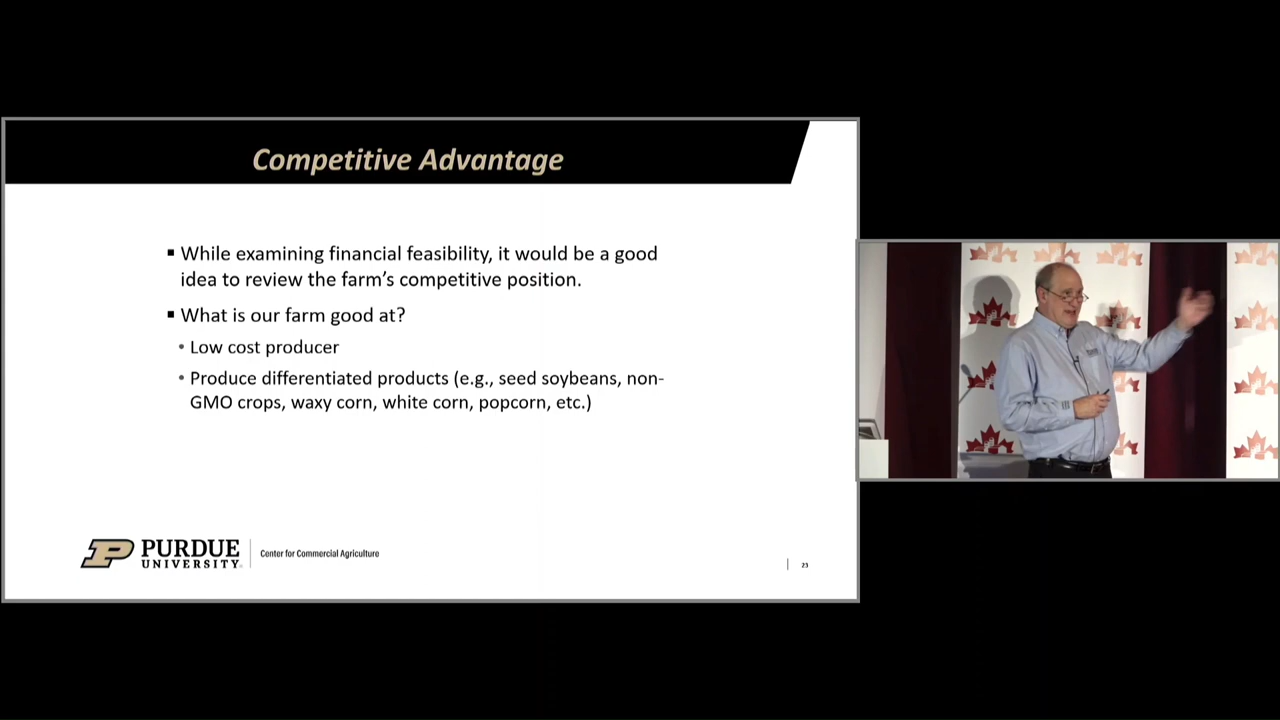 Competitive Advantage
▪ While examining financial feasibility, it would be a good
idea to review the farm's competitive position.
▪ What is our farm good at?
• Low cost producer
• Produce differentiated products (e.g., seed soybeans, non-
GMO crops, waxy corn, white corn, popcorn, etc.)
P PURDUE
UNIVERSITY
Center for Commercial Agriculture
23